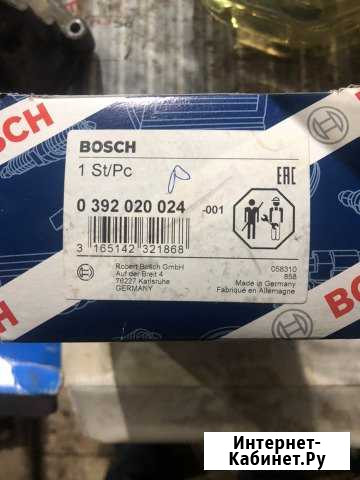 BOSCH
BOSCH
1 St/Pc
EAC
0 392 020 024
-001
3 165142 321868
Robert Bosch GmbH
Auf der Breit 4
76227 Karlsruhe
GERMANY
058310
858
Made in Germany
Fabriqué en Allemagne
BOSCH
Интернет-
Кабинет.Ру